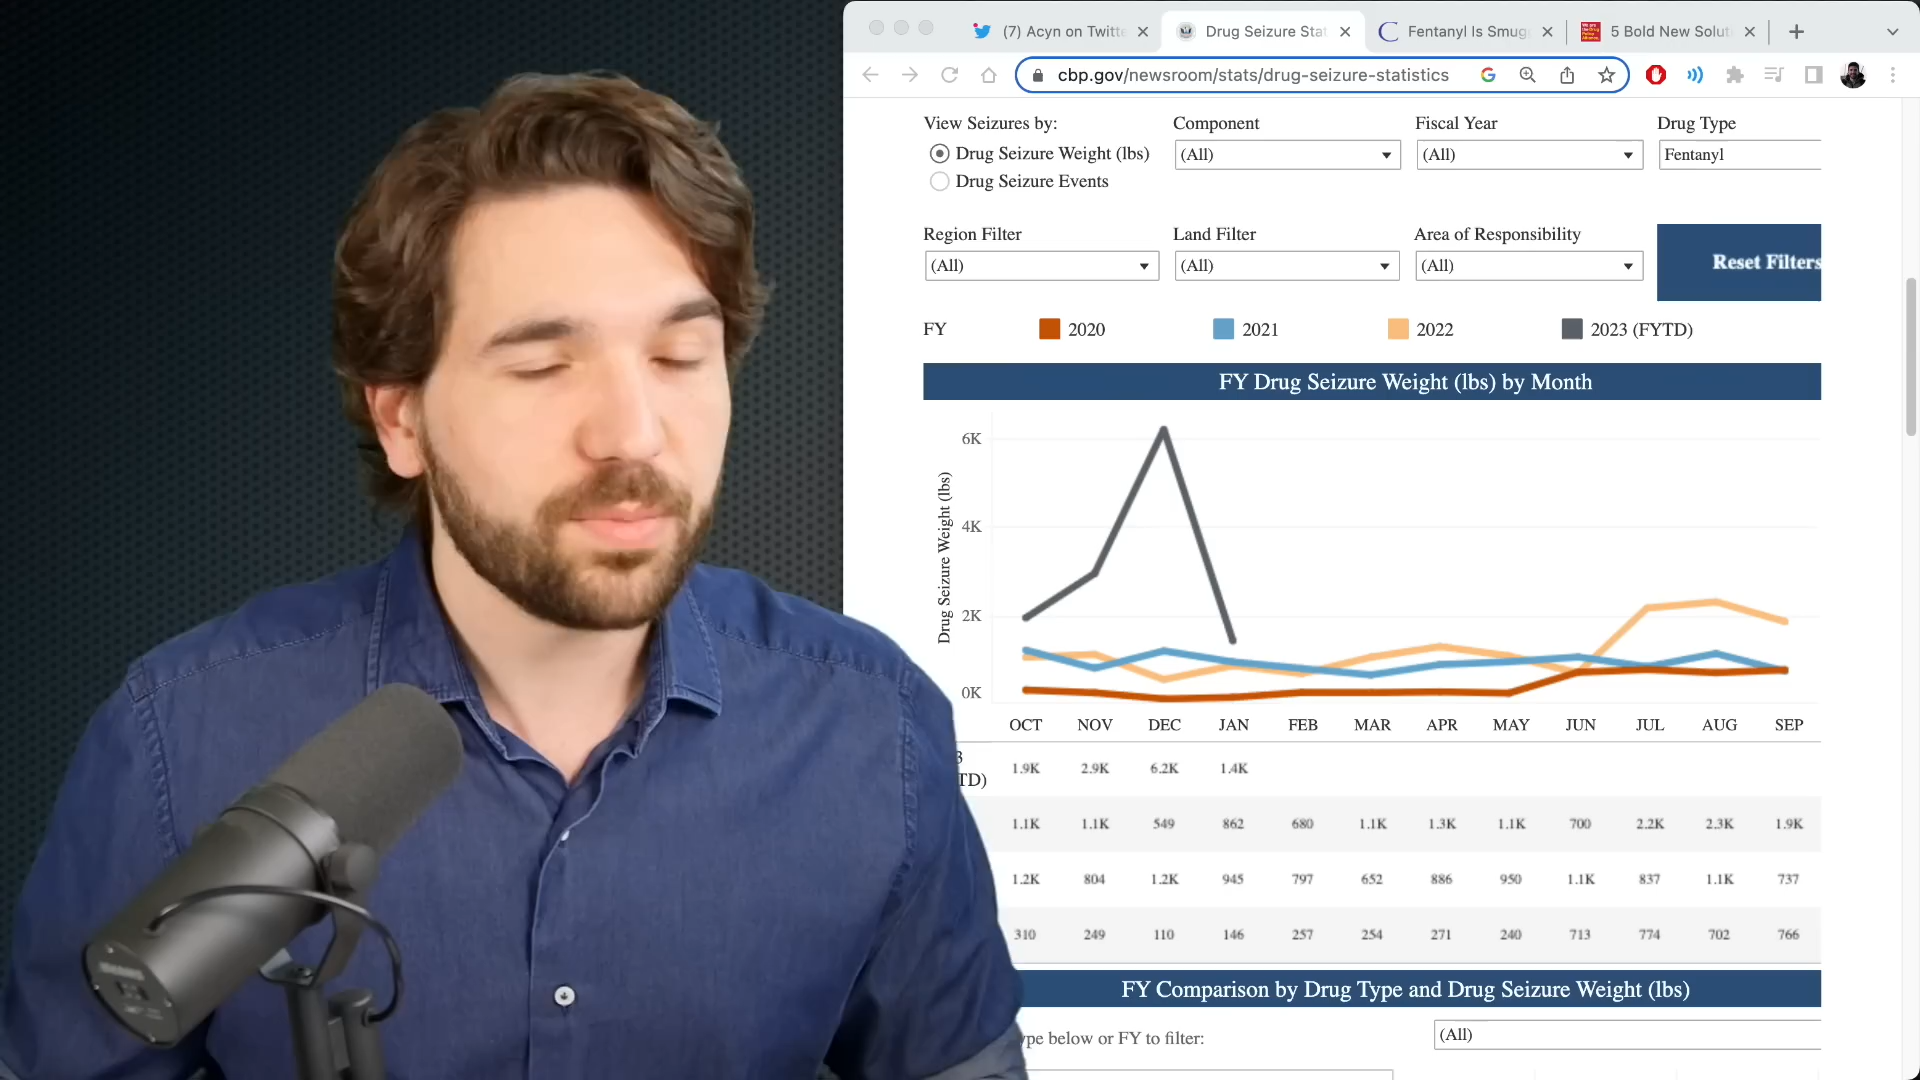 (7) Acyn on Twitte
Drug Seizure Stat
Fentanyl Is Smug
5 Bold New Soluti
cbp.gov/newsroom/stats/drug-seizure-statistics
View Seizures by:
Component
Fiscal Year
Drug Type
Drug Seizure Weight (lbs)
(All)
(All)
Fentanyl
Drug Seizure Events
Region Filter
Land Filter
Area of Responsibility
(All)
(All)
(All)
Reset Filters
FY 2020 2021 2022 2023 (FYTD)
FY Drug Seizure Weight (lbs) by Month
Drug Seizure Weight (lbs)
6K
4K
2K
0K
OCT NOV DEC JAN FEB MAR APR MAY JUN JUL AUG SEP
3
TD)
1.9K 2.9K 6.2K 1.4K
1.1K 1.1K 549 862 680 1.1K 1.3K 1.1K 700 2.2K 2.3K 1.9K
1.2K 804 1.2K 945 797 652 886 950 1.1K 837 1.1K 737
310 249 110 146 257 254 271 240 713 774 702 766
FY Comparison by Drug Type and Drug Seizure Weight (lbs)
ype below or FY to filter:
(All)